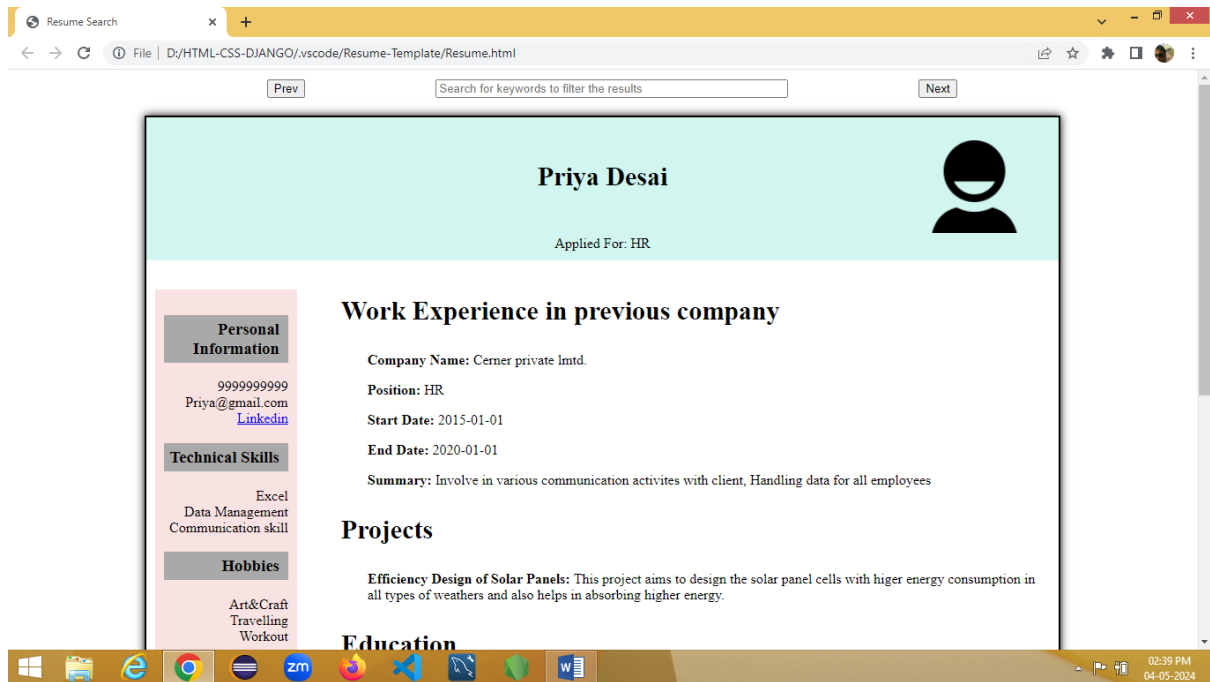 Resume Search
File | D:/HTML-CSS-DJANGO/.vscode/Resume-Template/Resume.html
Prev
Search for keywords to filter the results
Next
Priya Desai
Applied For: HR
Personal
Information
9999999999
Priya@gmail.com
Linkedin
Technical Skills
Excel
Data Management
Communication skill
Hobbies
Art&Craft
Travelling
Workout
Work Experience in previous company
Company Name: Cerner private lmtd.
Position: HR
Start Date: 2015-01-01
End Date: 2020-01-01
Summary: Involve in various communication activites with client, Handling data for all employees
Projects
Efficiency Design of Solar Panels: This project aims to design the solar panel cells with higer energy consumption in
all types of weathers and also helps in absorbing higher energy.
Education
zm
W
02:39 PM
04-05-2024